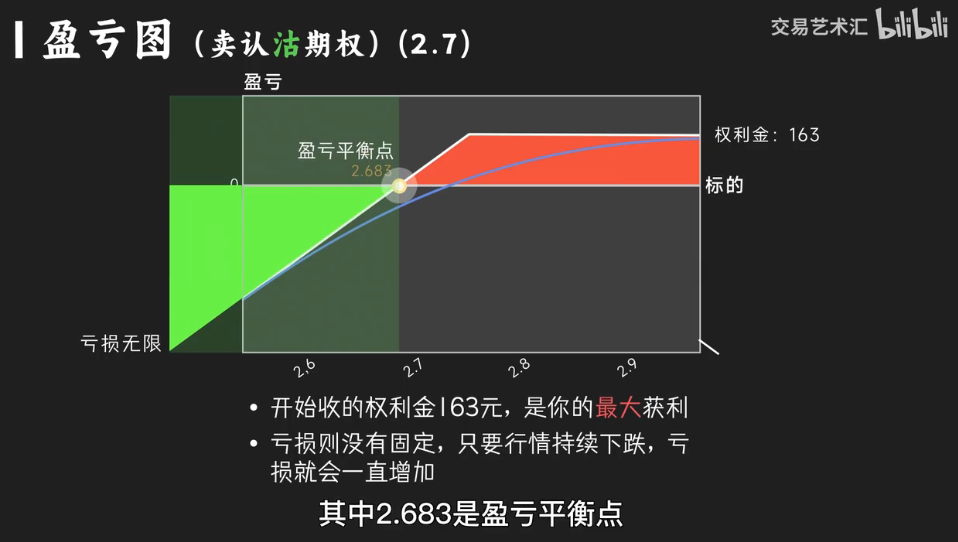 盈亏图（卖认沽期权）(2.7)
交易艺术汇 bilibili
盈亏
权利金：163
盈亏平衡点
2.683
0
标的
亏损无限
2.6 2.7 2.8 2.9
• 开始收的权利金163元，是你的最大获利
• 亏损则没有固定，只要行情持续下跌，亏
损就会一直增加
其中2.683是盈亏平衡点